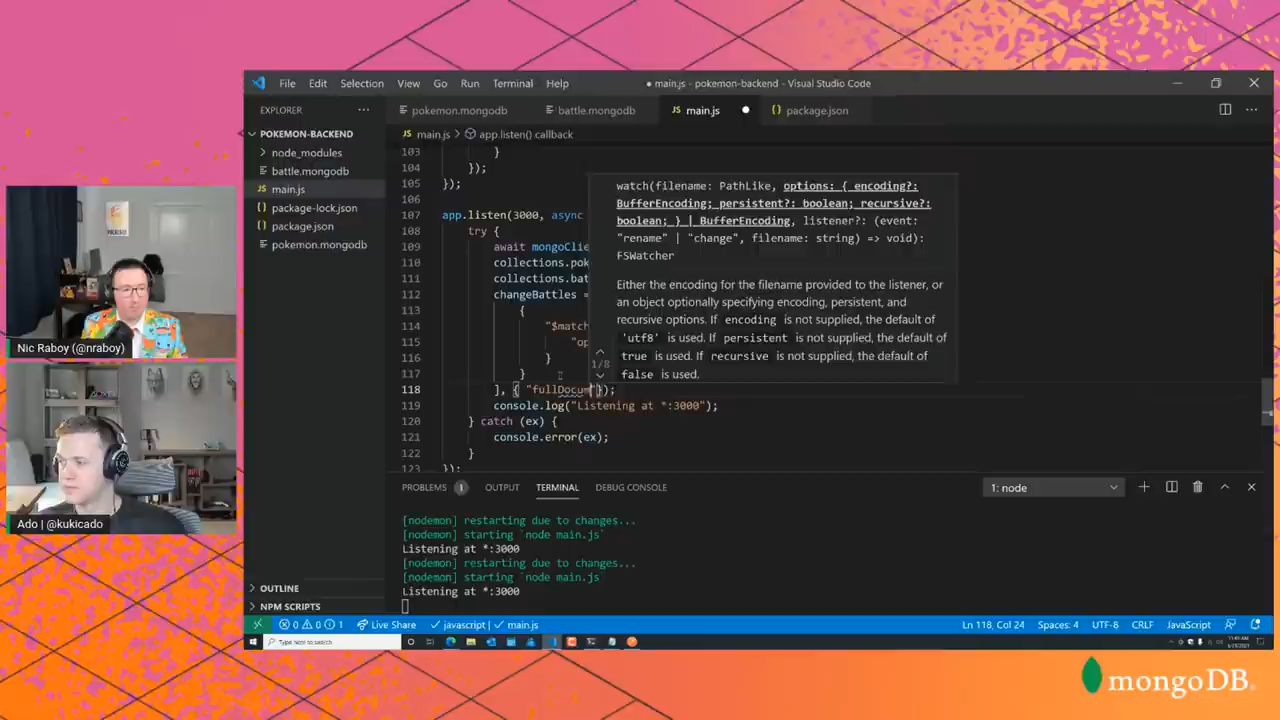 File Edit Selection View Go Run Terminal Help
● main.js - pokemon-backend - Visual Studio Code
EXPLORER
pokemon.mongodb
battle.mongodb
JS main.js
{} package.json
POKEMON-BACKEND
node_modules
battle.mongodb
JS main.js
package-lock.json
package.json
pokemon.mongodb
JS main.js > app.listen() callback
103 }
104 });
105 });
106
107 app.listen(3000, async
108 try {
109 await mongoClie
110 collections.pok
111 collections.bat
112 changeBattles =
113 {
114 "$match
115 "op
116 }
117 }
118 ], { "fullDocum"});
119 console.log("Listening at *:3000");
120 } catch (ex) {
121 console.error(ex);
122 }
123 });
watch(filename: PathLike, options: { encoding?:
BufferEncoding; persistent?: boolean; recursive?:
boolean; } | BufferEncoding, listener?: (event:
"rename" | "change", filename: string) => void):
FSWatcher
Either the encoding for the filename provided to the listener, or
an object optionally specifying encoding, persistent, and
recursive options. If encoding is not supplied, the default of
'utf8' is used. If persistent is not supplied, the default of
true is used. If recursive is not supplied, the default of
false is used.
1/8
PROBLEMS 1 OUTPUT TERMINAL DEBUG CONSOLE
1: node
[nodemon] restarting due to changes...
[nodemon] starting `node main.js`
Listening at *:3000
[nodemon] restarting due to changes...
[nodemon] starting `node main.js
Listening at *:3000
OUTLINE
NPM SCRIPTS
0 0 1 Live Share javascript | main.js
Ln 118, Col 24 Spaces: 4 UTF-8 CRLF JavaScript
Type here to search
Nic Raboy (@nraboy)
Ado | @kukicado
mongoDB.